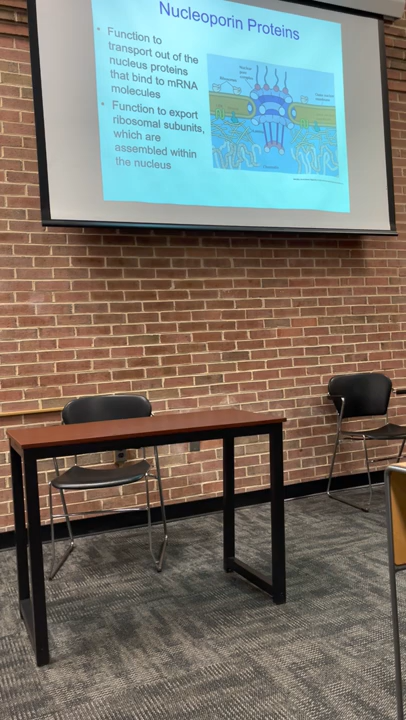 Nucleoporin Proteins
• Function to
transport out of the
nucleus proteins
that bind to mRNA
molecules
• Function to export
ribosomal subunits,
which are
assembled within
the nucleus